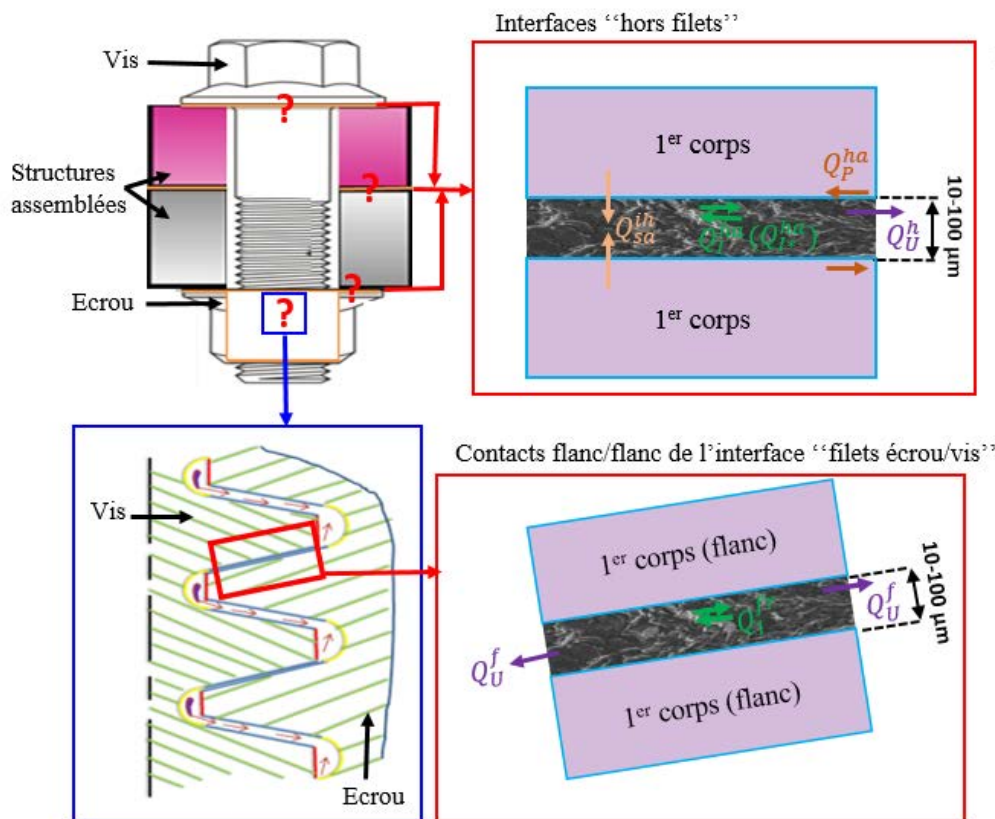 Interfaces ‘‘hors filets’’
Vis
?
1er corps
Q_P^{ha}
Structures
assemblées
?
Q_{sa}^{ih}
Q_U^h
10-100 µm
Ecrou
?
?
1er corps
Contacts flanc/flanc de l’interface ‘‘filets écrou/vis’’
Vis
1er corps (flanc)
Q_U^f
10-100 µm
Q_U^f
1er corps (flanc)
Ecrou